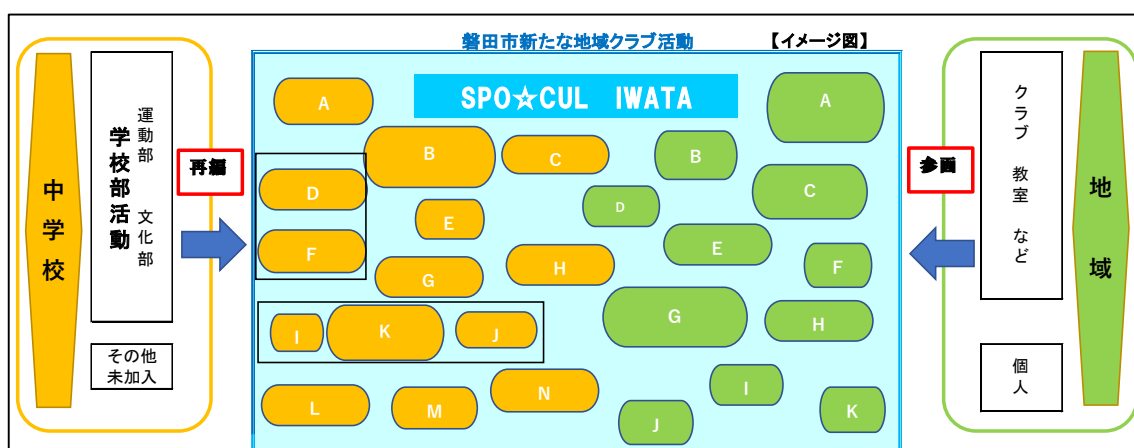 磐田市新たな地域クラブ活動 【イメージ図】
SPO☆CUL IWATA
中学校
学校部活動
運動部 文化部
その他
未加入
再編
A
B
C
D
E
F
G
H
I
K
J
L
M
N
A
B
C
D
E
F
G
H
I
J
K
参画
クラブ 教室 など
個人
地域